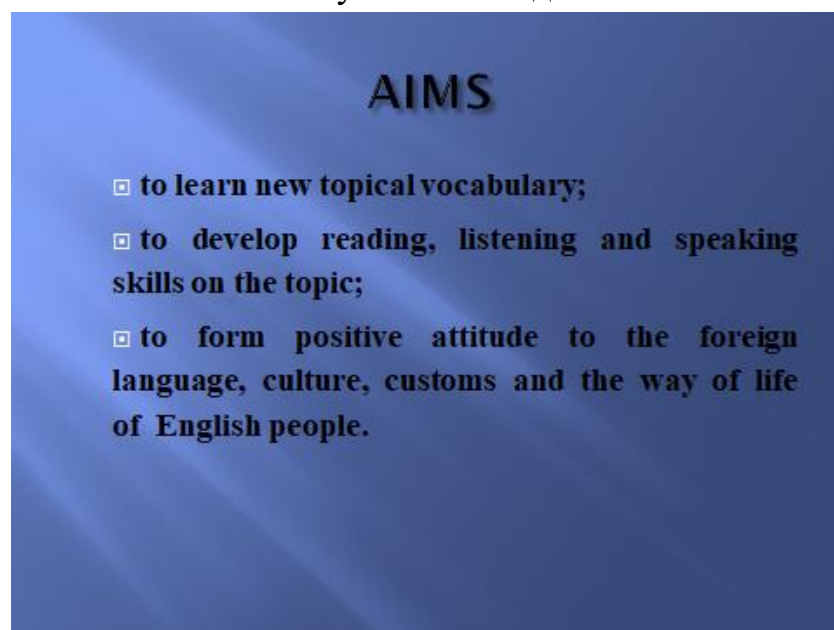 AIMS
to learn new topical vocabulary;
to develop reading, listening and speaking
skills on the topic;
to form positive attitude to the foreign
language, culture, customs and the way of life
of English people.